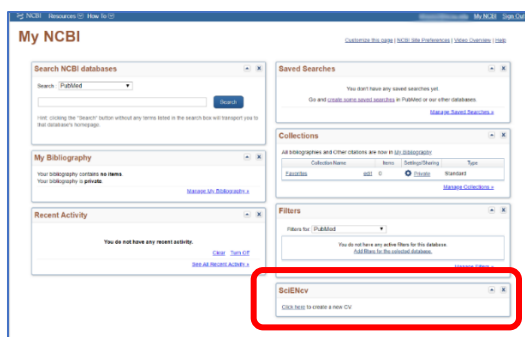 NCBI Resources How To
My NCBI Sign Out
My NCBI
Customize this page | NCBI Site Preferences | Video Overview | Help
Search NCBI databases
Search : PubMed
Search
Hint: clicking the "Search" button without any terms listed in the search box will transport you to
that database's homepage.
My Bibliography
Your bibliography contains no items.
Your bibliography is private.
Manage My Bibliography »
Recent Activity
You do not have any recent activity.
Clear Turn Off
See All Recent Activity »
Saved Searches
You don't have any saved searches yet.
Go and create some saved searches in PubMed or our other databases.
Manage Saved Searches »
Collections
All bibliographies and Other citations are now in My Bibliography
Collection Name Items Settings/Sharing Type
Favorites edit 0 Private Standard
Manage Collections »
Filters
Filters for: PubMed
You do not have any active filters for this database.
Add filters for the selected database.
Manage Filters »
SciENcv
Click here to create a new CV.